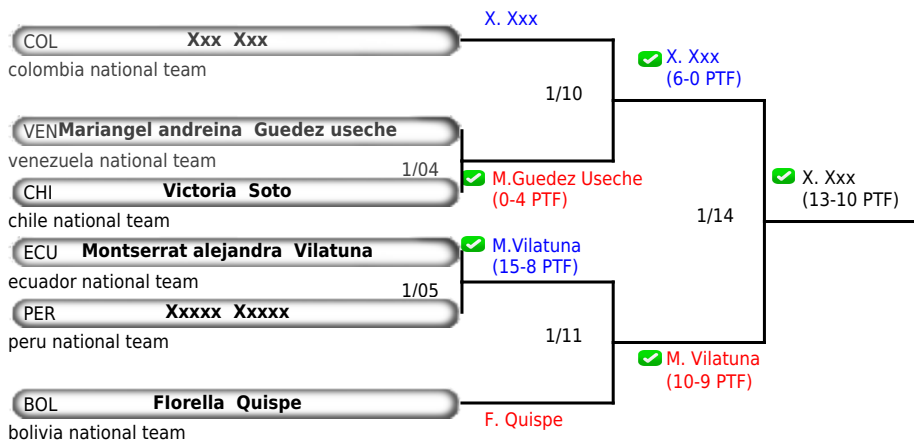 X. Xxx
COL Xxx Xxx
colombia national team
X. Xxx
(6-0 PTF)
1/10
VEN Mariangel andreina Guedez useche
venezuela national team
1/04
CHI Victoria Soto
chile national team
M.Guedez Useche
(0-4 PTF)
X. Xxx
(13-10 PTF)
1/14
ECU Montserrat alejandra Vilatuna
ecuador national team
M.Vilatuna
(15-8 PTF)
1/05
PER Xxxxx Xxxxx
peru national team
1/11
M. Vilatuna
(10-9 PTF)
BOL Florella Quispe
bolivia national team
F. Quispe